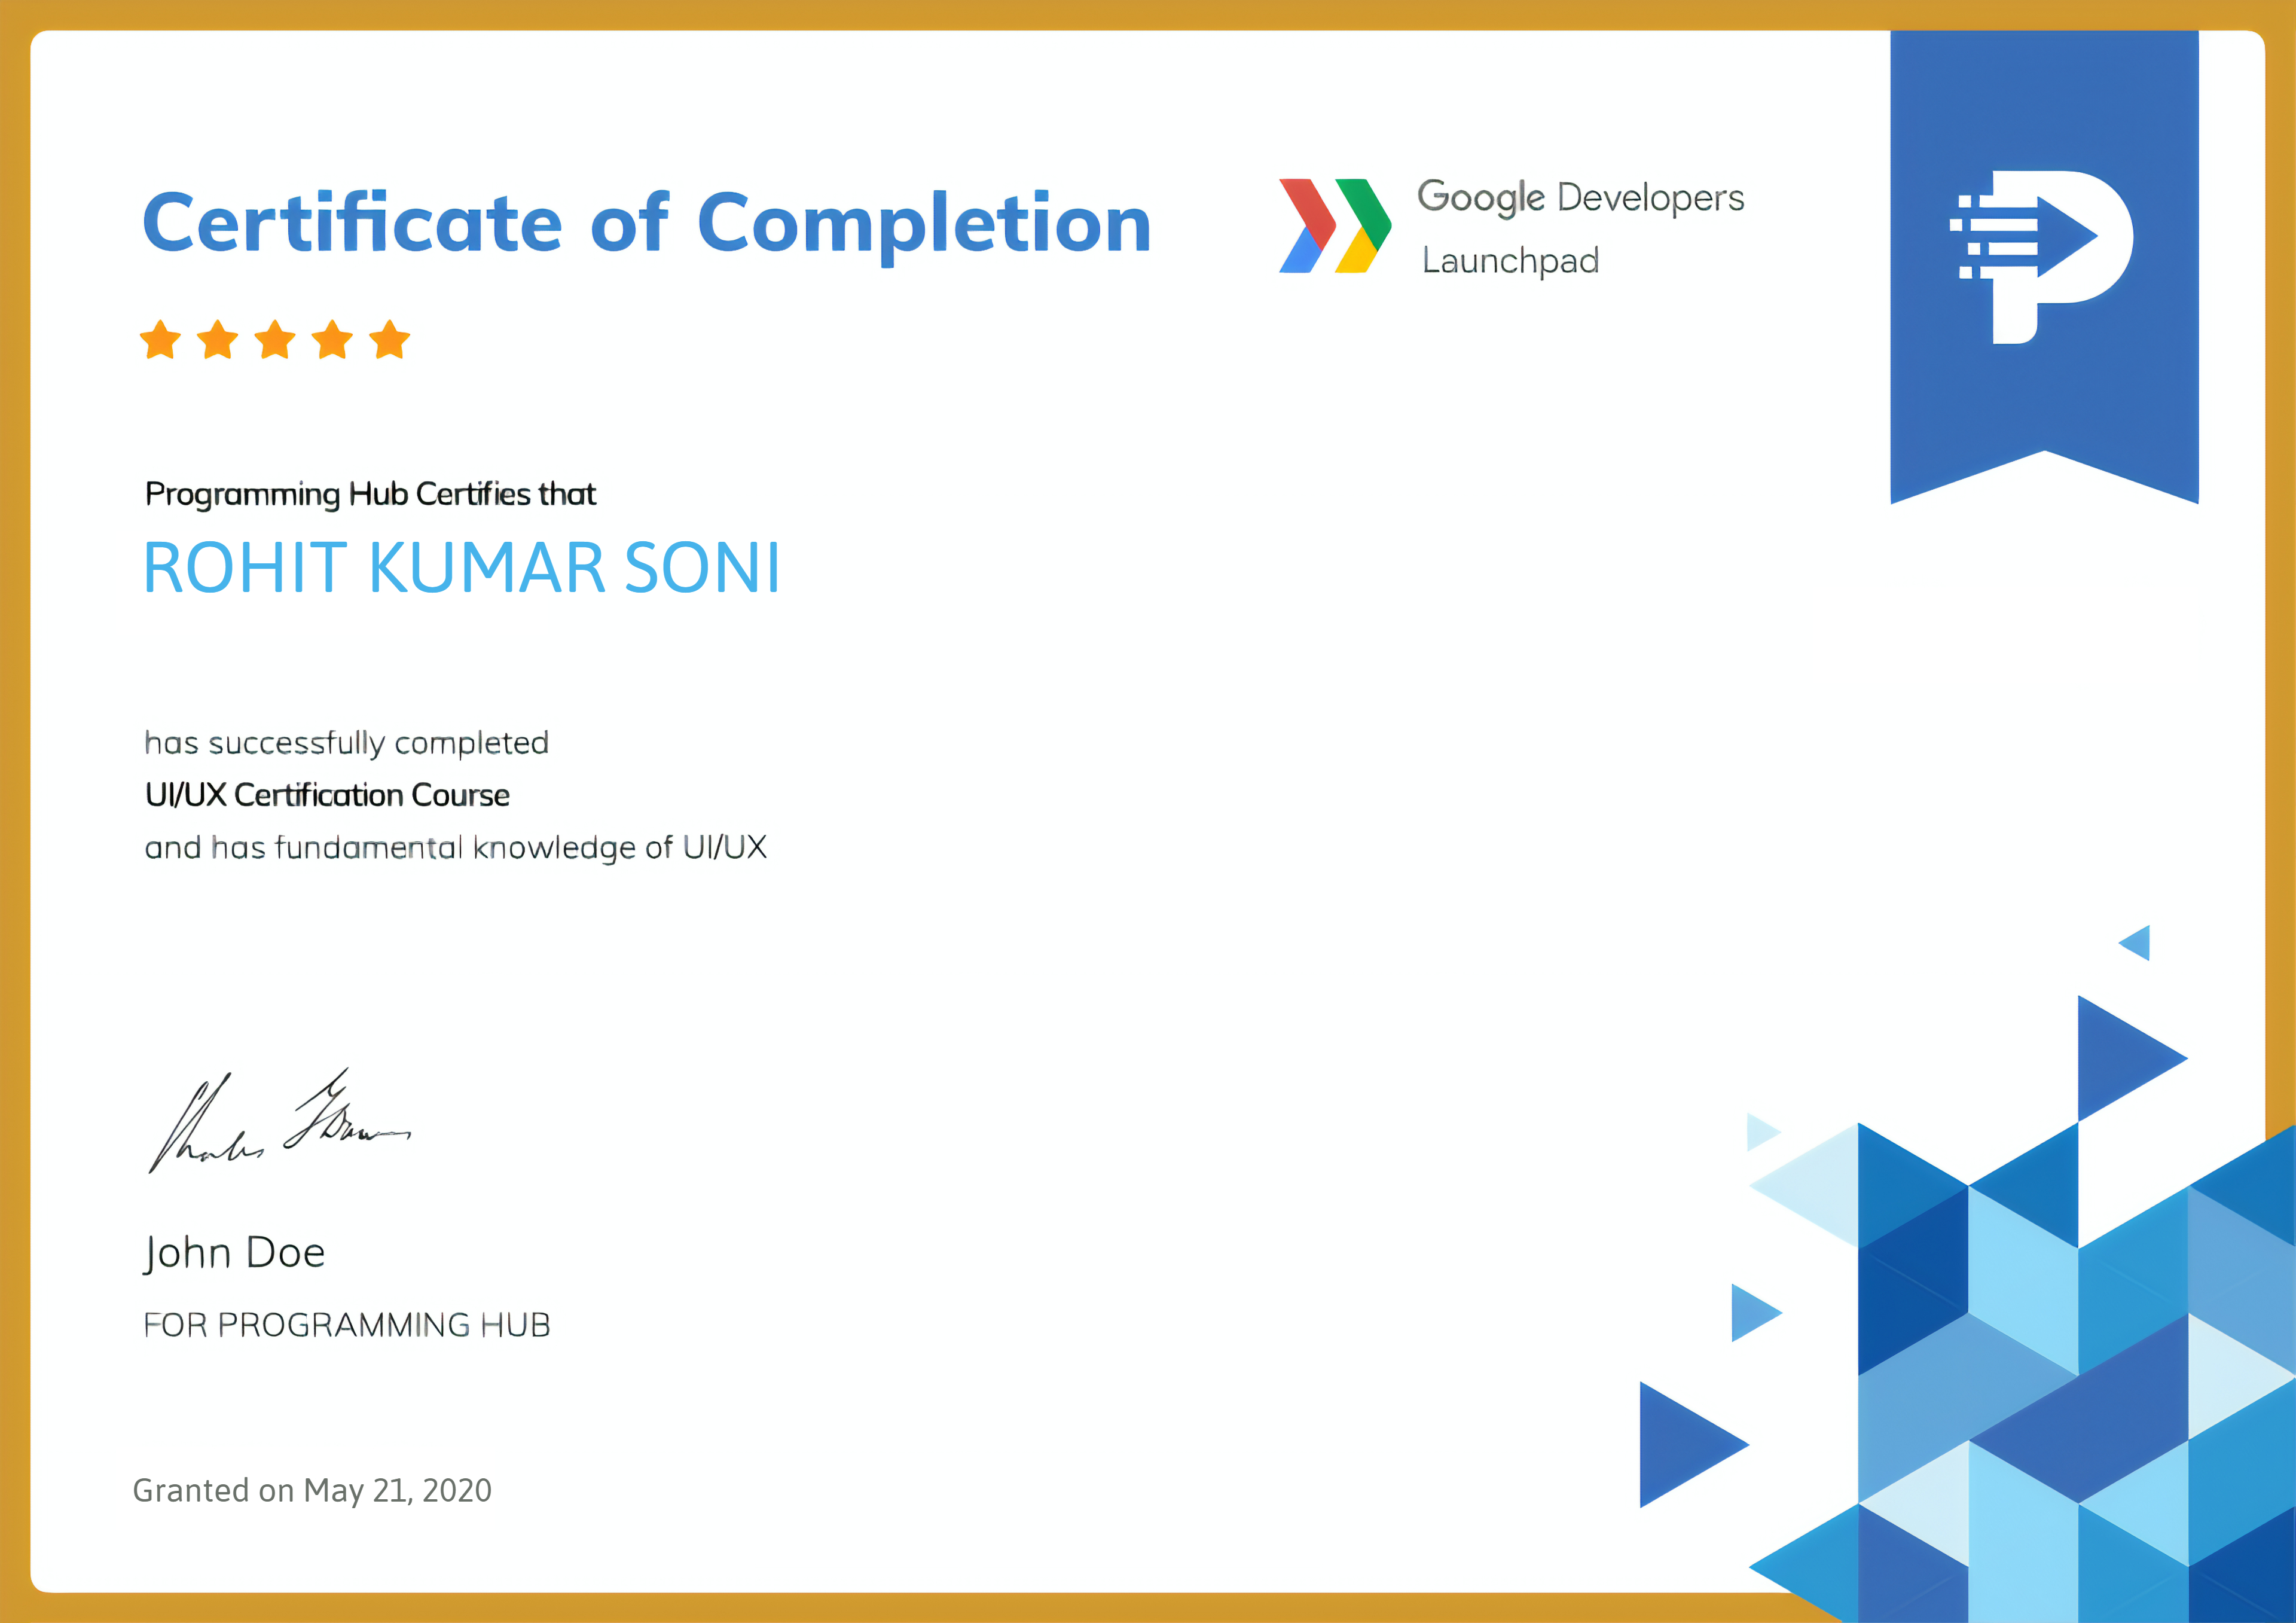 Certificate of Completion
Google Developers
Launchpad
Programming Hub Certifies that
ROHIT KUMAR SONI
has successfully completed
UI/UX Certification Course
and has fundamental knowledge of UI/UX
John Doe
FOR PROGRAMMING HUB
Granted on May 21, 2020